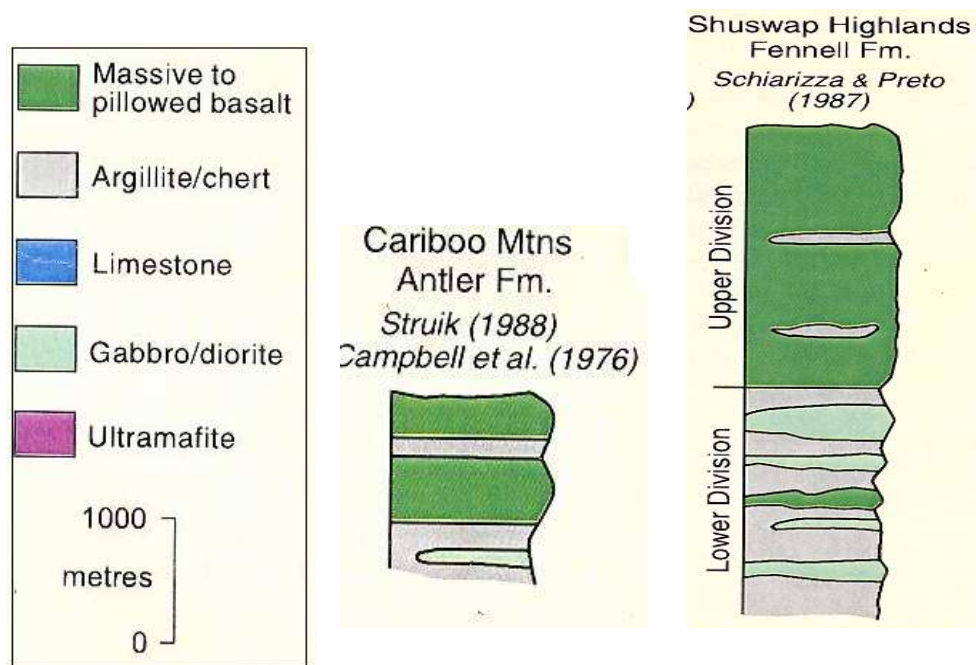 Massive to
pillowed basalt
Argillite/chert
Limestone
Gabbro/diorite
Ultramafite
1000
metres
0
Cariboo Mtns
Antler Fm.
Struik (1988)
Campbell et al. (1976)
Shuswap Highlands
Fennell Fm.
Schiarizza & Preto
)
(1987)
Upper Division
Lower Division